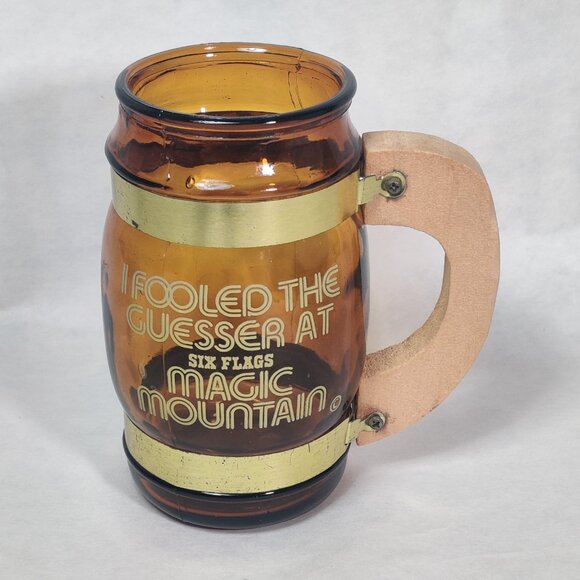 I FOOLED THE
GUESSER AT
SIX FLAGS
MAGIC
MOUNTAIN ©